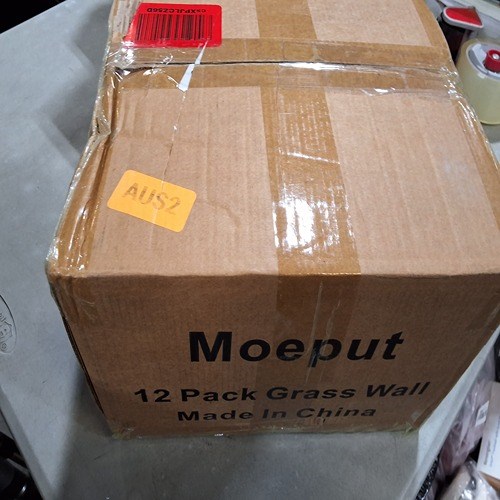 AUS2
Moeput
12 Pack Grass Wall
Made In China